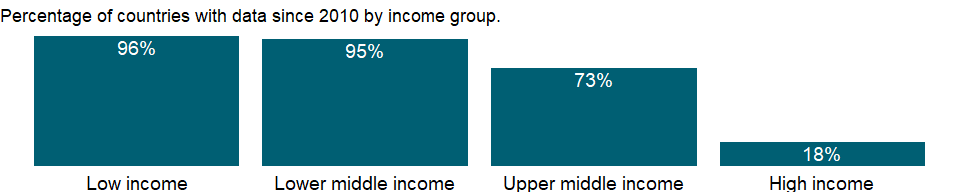 Percentage of countries with data since 2010 by income group.
96% 95% 73% 18%
Low income Lower middle income Upper middle income High income